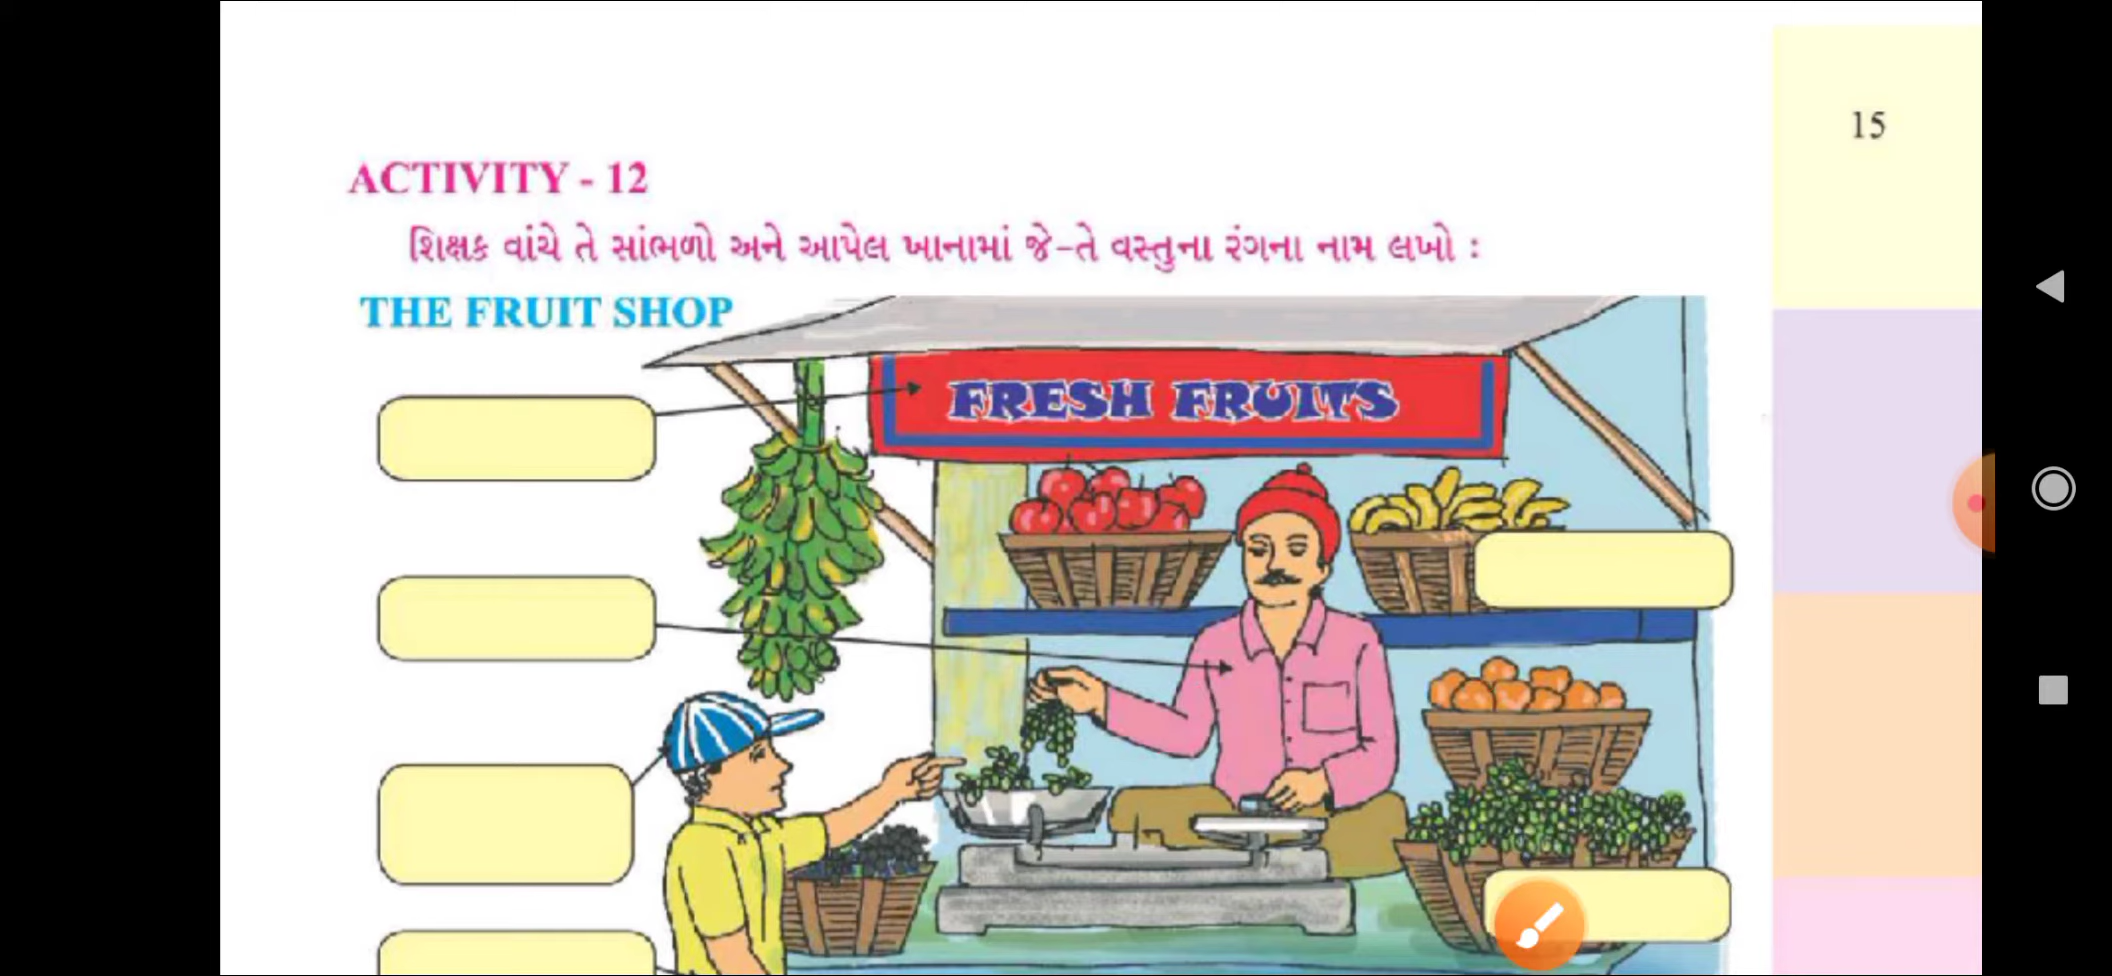 15
ACTIVITY - 12
શિક્ષક વાંચે તે સાંભળો અને આપેલ ખાનામાં જે-તે વસ્તુના રંગના નામ લખો :
THE FRUIT SHOP
FRESH FRUITS